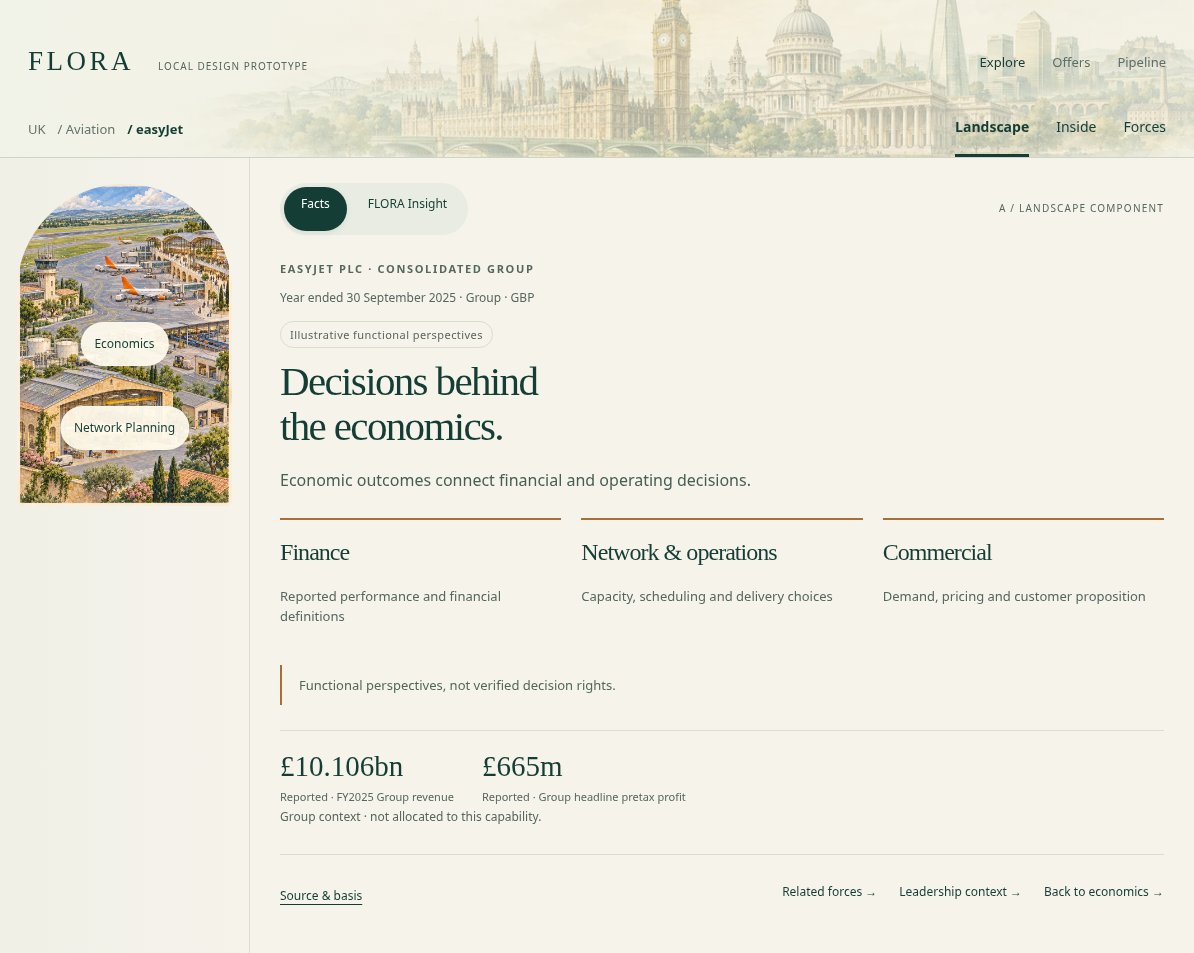 FLORA LOCAL DESIGN PROTOTYPE
Explore Offers Pipeline
UK / Aviation / easyJet
Landscape Inside Forces
Facts FLORA Insight
A / LANDSCAPE COMPONENT
EASYJET PLC · CONSOLIDATED GROUP
Year ended 30 September 2025 · Group · GBP
Illustrative functional perspectives
Economics
Network Planning
Decisions behind
the economics.
Economic outcomes connect financial and operating decisions.
Finance
Reported performance and financial
definitions
Network & operations
Capacity, scheduling and delivery choices
Commercial
Demand, pricing and customer proposition
Functional perspectives, not verified decision rights.
£10.106bn
Reported · FY2025 Group revenue
£665m
Reported · Group headline pretax profit
Group context · not allocated to this capability.
Source & basis
Related forces → Leadership context → Back to economics →